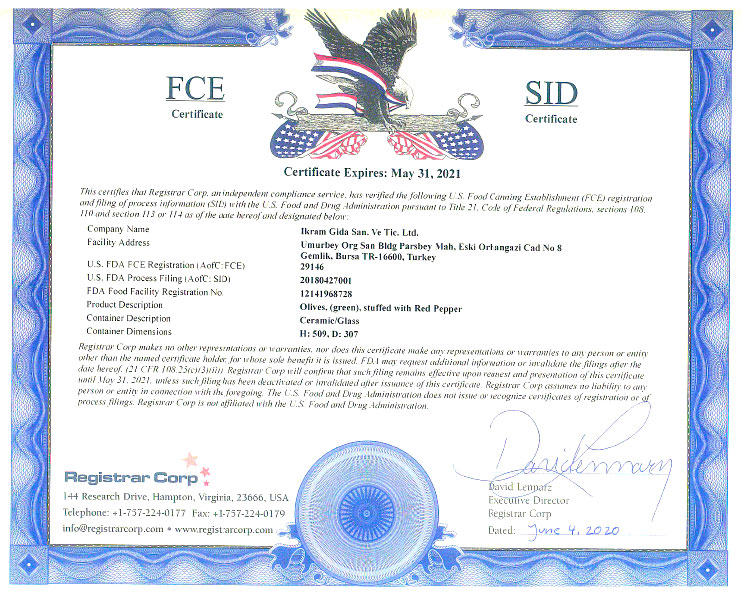 FCE
Certificate
SID
Certificate
Certificate Expires: May 31, 2021
This certifies that Registrar Corp, an independent compliance service, has verified the following U.S. Food Canning Establishment (FCE) registration
and filing of process information (SID) with the U.S. Food and Drug Administration pursuant to Title 21, Code of Federal Regulations, sections 108,
110 and section 113 or 114 as of the date hereof and designated below:
Company Name Ikram Gida San. Ve Tic. Ltd.
Facility Address Umurbey Org San Bldg Parsbey Mah. Eski Orhangazi Cad No 8
Gemlik, Bursa TR-16600, Turkey
U.S. FDA FCE Registration (AofC: FCE) 29146
U.S. FDA Process Filing (AofC: SID) 20180427001
FDA Food Facility Registration No. 12141968728
Product Description Olives, (green), stuffed with Red Pepper
Container Description Ceramic/Glass
Container Dimensions H: 509, D: 307
Registrar Corp makes no other representations or warranties, nor does this certificate make any representations or warranties to any person or entity
other than the named certificate holder, for whose sole benefit it is issued. FDA may request additional information or invalidate the filings after the
date hereof. (21 CFR 108.25(c)(3)(ii)). Registrar Corp will confirm that such filing remains effective upon request and presentation of this certificate
until May 31, 2021, unless such filing has been deactivated or invalidated after issuance of this certificate. Registrar Corp assumes no liability to any
person or entity in connection with the foregoing. The U.S. Food and Drug Administration does not issue or recognize certificates of registration or of
process filings. Registrar Corp is not affiliated with the U.S. Food and Drug Administration.
Registrar Corp
144 Research Drive, Hampton, Virginia, 23666, USA
Telephone: +1-757-224-0177 Fax: +1-757-224-0179
info@registrarcorp.com • www.registrarcorp.com
David Lennarz
David Lennarz
Executive Director
Registrar Corp
Dated: June 4, 2020